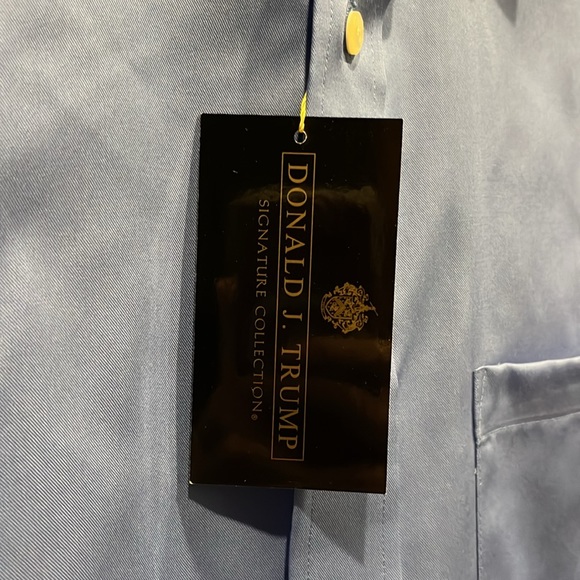 DONALD J. TRUMP
SIGNATURE COLLECTION®